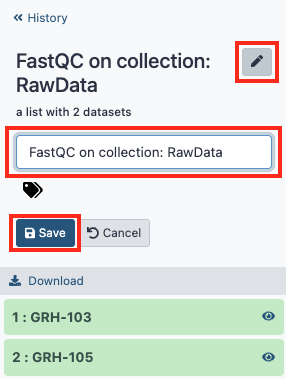 « History
FastQC on collection:
RawData
a list with 2 datasets
FastQC on collection: RawData
Save Cancel
Download
1 : GRH-103
2 : GRH-105